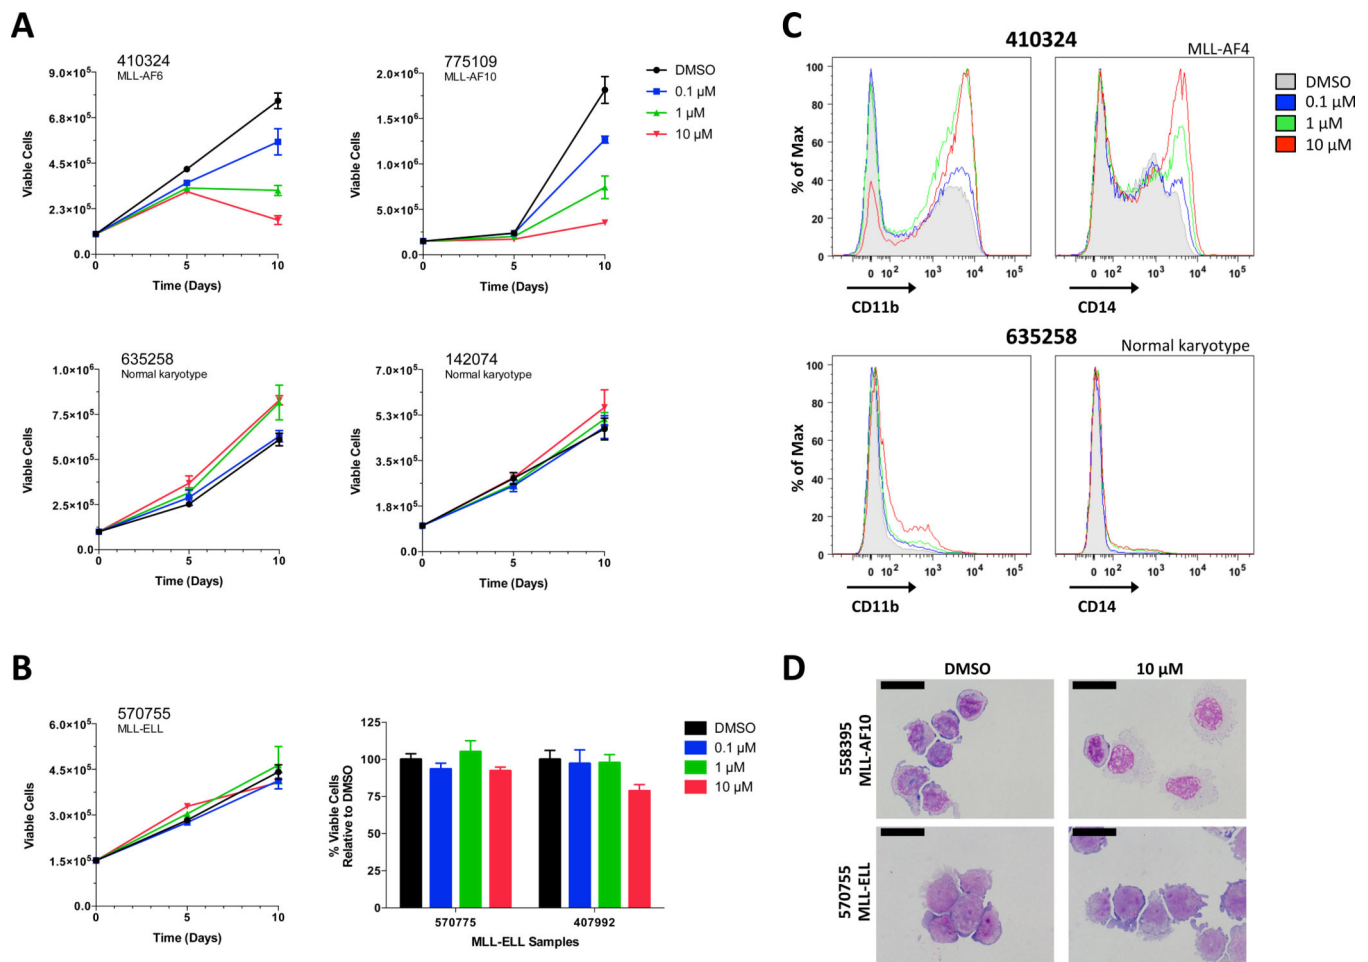 A
410324
MLL-AF6
9.0×10⁵
6.8×10⁵
4.5×10⁵
2.3×10⁵
0.0
Viable Cells
0 5 10
Time (Days)
775109
MLL-AF10
2.0×10⁶
1.5×10⁶
1.0×10⁶
5.0×10⁵
0.0
Viable Cells
0 5 10
Time (Days)
DMSO
0.1 µM
1 µM
10 µM
635258
Normal karyotype
1.0×10⁶
7.5×10⁵
5.0×10⁵
2.5×10⁵
0.0
Viable Cells
0 5 10
Time (Days)
142074
Normal karyotype
7.0×10⁵
5.3×10⁵
3.5×10⁵
1.8×10⁵
0.0
Viable Cells
0 5 10
Time (Days)
B
570755
MLL-ELL
6.0×10⁵
4.5×10⁵
3.0×10⁵
1.5×10⁵
0.0
Viable Cells
0 5 10
Time (Days)
125
100
75
50
25
0
% Viable Cells
Relative to DMSO
570775 407992
MLL-ELL Samples
DMSO
0.1 µM
1 µM
10 µM
C
410324
MLL-AF4
100
80
60
40
20
0
% of Max
0 10² 10³ 10⁴ 10⁵
CD11b
0 10² 10³ 10⁴ 10⁵
CD14
DMSO
0.1 µM
1 µM
10 µM
635258
Normal karyotype
100
80
60
40
20
0
% of Max
0 10² 10³ 10⁴ 10⁵
CD11b
0 10² 10³ 10⁴ 10⁵
CD14
D
DMSO
10 µM
558395
MLL-AF10
570755
MLL-ELL